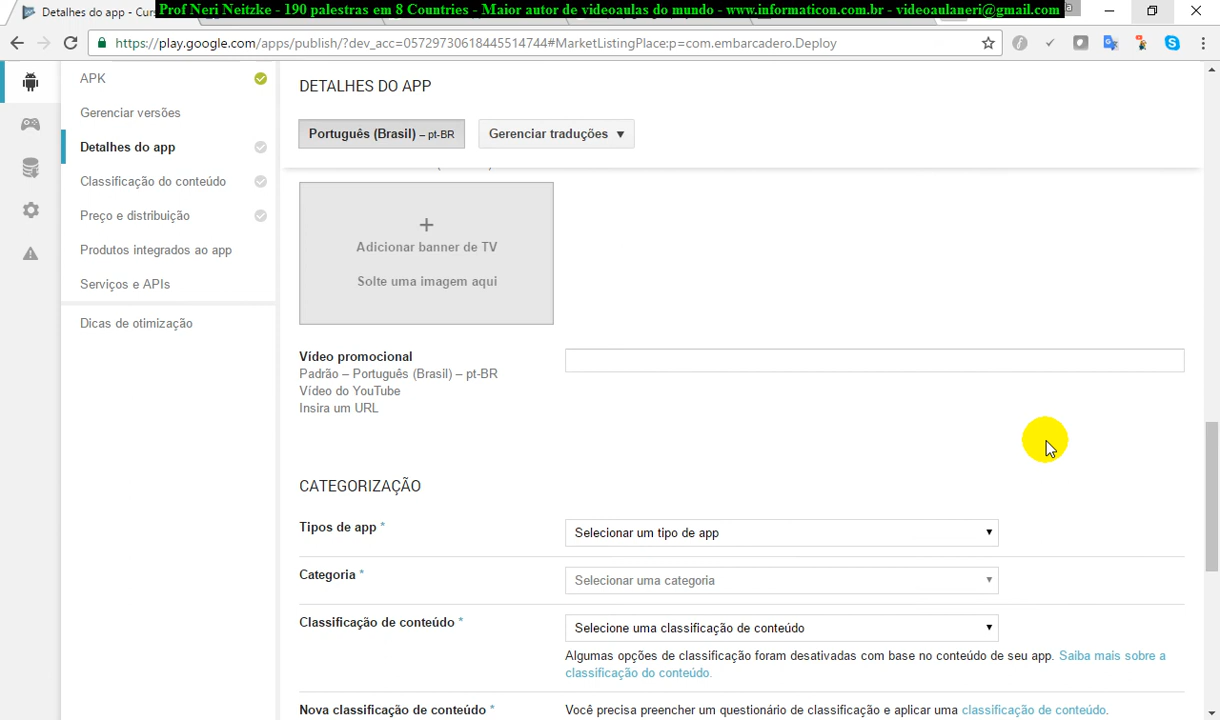 Detalhes do app - Curs
Prof Neri Neitzke - 190 palestras em 8 Countries - Maior autor de videoaulas do mundo - www.informaticon.com.br - videoaulaneri@gmail.com
https://play.google.com/apps/publish/?dev_acc=05729730618445514744#MarketListingPlace:p=com.embarcadero.Deploy
APK
Gerenciar versões
Detalhes do app
Classificação do conteúdo
Preço e distribuição
Produtos integrados ao app
Serviços e APIs
Dicas de otimização
DETALHES DO APP
Português (Brasil) – pt-BR
Gerenciar traduções ▼
+
Adicionar banner de TV
Solte uma imagem aqui
Vídeo promocional
Padrão – Português (Brasil) – pt-BR
Vídeo do YouTube
Insira um URL
CATEGORIZAÇÃO
Tipos de app *
Selecionar um tipo de app
Categoria *
Selecionar uma categoria
Classificação de conteúdo *
Selecione uma classificação de conteúdo
Algumas opções de classificação foram desativadas com base no conteúdo de seu app. Saiba mais sobre a
classificação do conteúdo.
Nova classificação de conteúdo *
Você precisa preencher um questionário de classificação e aplicar uma classificação de conteúdo.